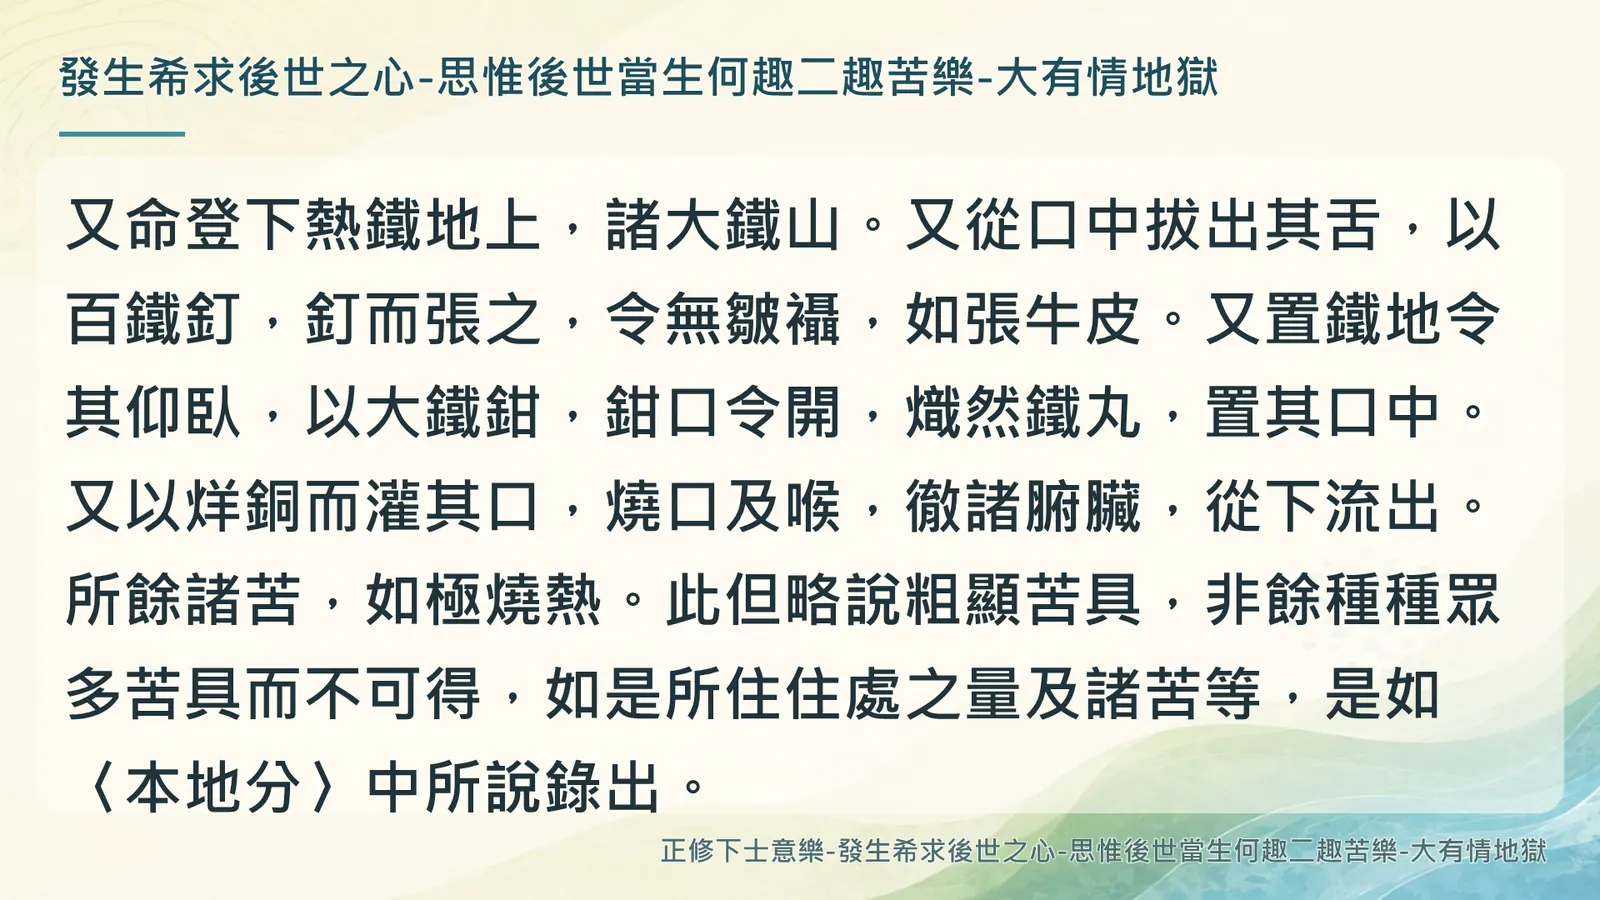 發生希求後世之心-思惟後世當生何趣二趣苦樂-大有情地獄
又命登下熱鐵地上，諸大鐵山。又從口中拔出其舌，以
百鐵釘，釘而張之，令無皺襵，如張牛皮。又置鐵地令
其仰臥，以大鐵鉗，鉗口令開，熾然鐵丸，置其口中。
又以烊銅而灌其口，燒口及喉，徹諸腑臟，從下流出。
所餘諸苦，如極燒熱。此但略說粗顯苦具，非餘種種眾
多苦具而不可得，如是所住住處之量及諸苦等，是如
〈本地分〉中所說錄出。
正修下士意樂-發生希求後世之心-思惟後世當生何趣二趣苦樂-大有情地獄